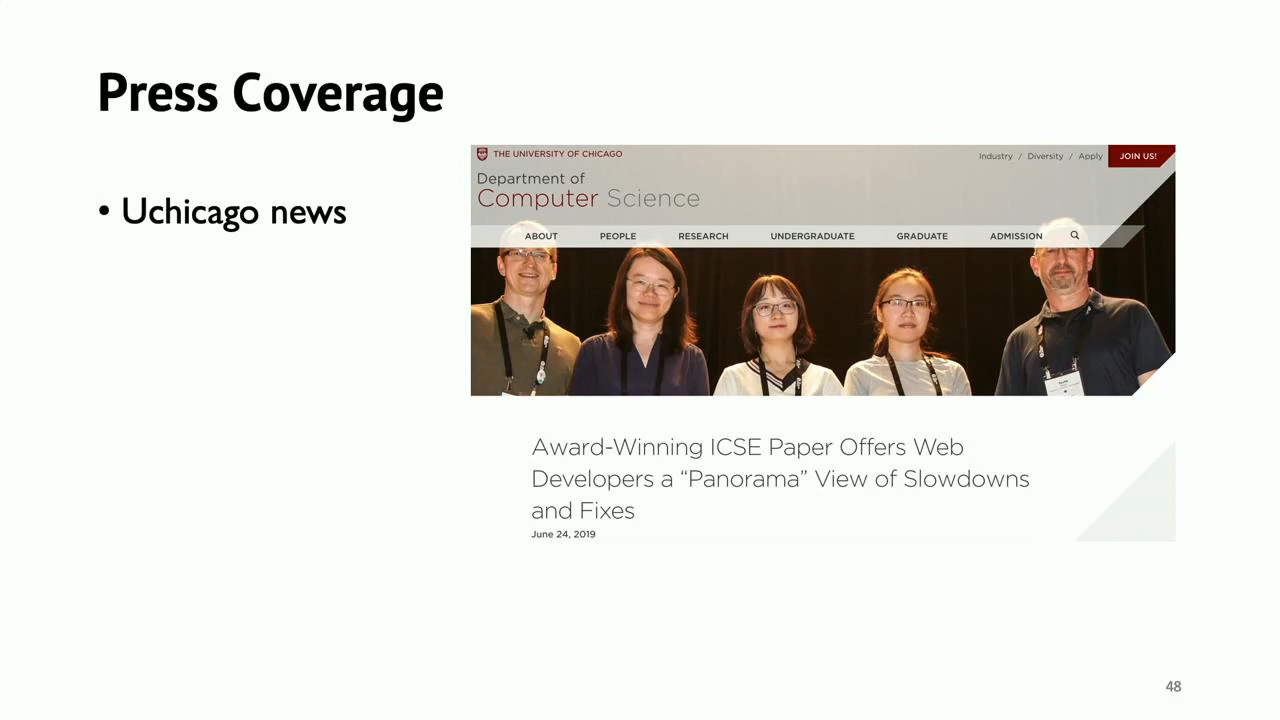 Press Coverage
• Uchicago news
THE UNIVERSITY OF CHICAGO
Industry / Diversity / Apply
JOIN US!
Department of
Computer Science
ABOUT PEOPLE RESEARCH UNDERGRADUATE GRADUATE ADMISSION
Award-Winning ICSE Paper Offers Web
Developers a “Panorama” View of Slowdowns
and Fixes
June 24, 2019
48